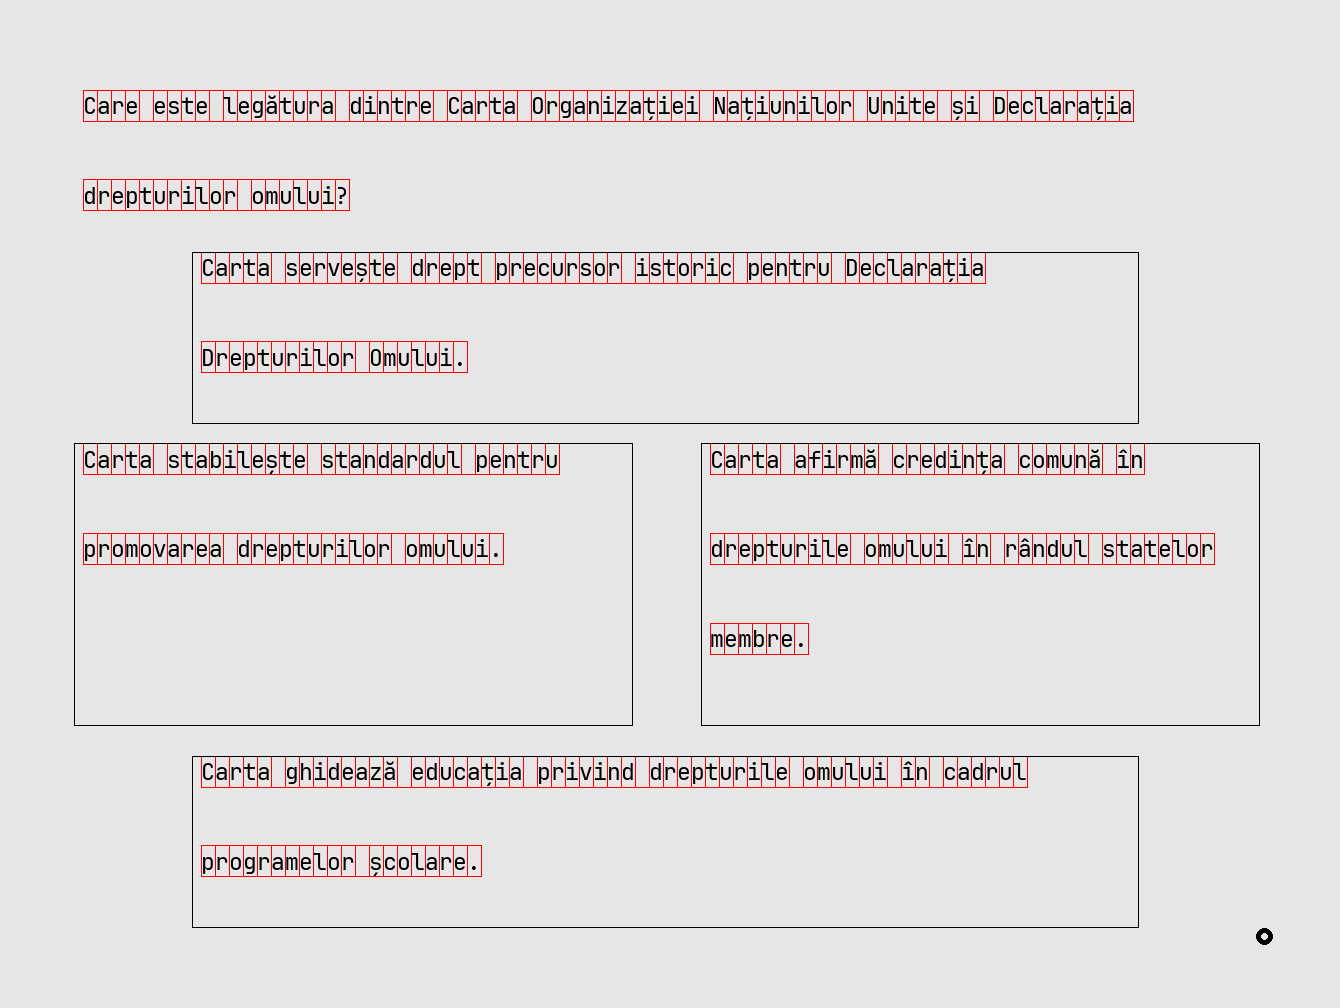 Care este legătura dintre Carta Organizației Națiunilor Unite și Declarația
drepturilor omului?
Carta servește drept precursor istoric pentru Declarația
Drepturilor Omului.
Carta stabilește standardul pentru
promovarea drepturilor omului.
Carta afirmă credința comună în
drepturile omului în rândul statelor
membre.
Carta ghidează educația privind drepturile omului în cadrul
programelor școlare.